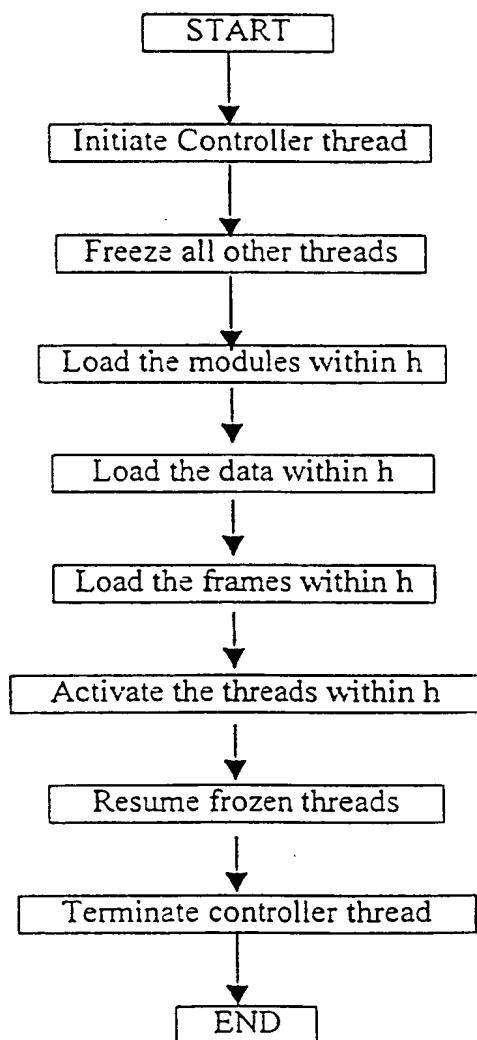 START
Initiate Controller thread
Freeze all other threads
Load the modules within h
Load the data within h
Load the frames within h
Activate the threads within h
Resume frozen threads
Terminate controller thread
END